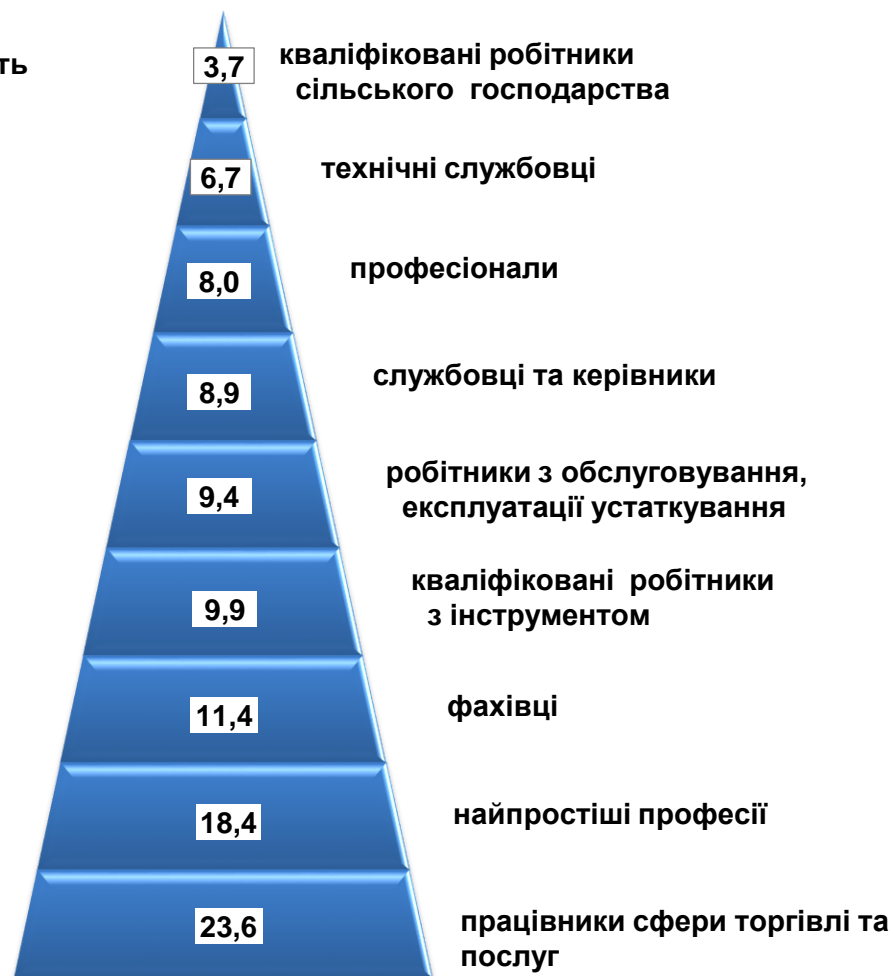 ть
3,7
кваліфіковані робітники
сільського господарства
6,7
технічні службовці
8,0
професіонали
8,9
службовці та керівники
9,4
робітники з обслуговування,
експлуатації устаткування
9,9
кваліфіковані робітники
з інструментом
11,4
фахівці
18,4
найпростіші професії
23,6
працівники сфери торгівлі та
послуг